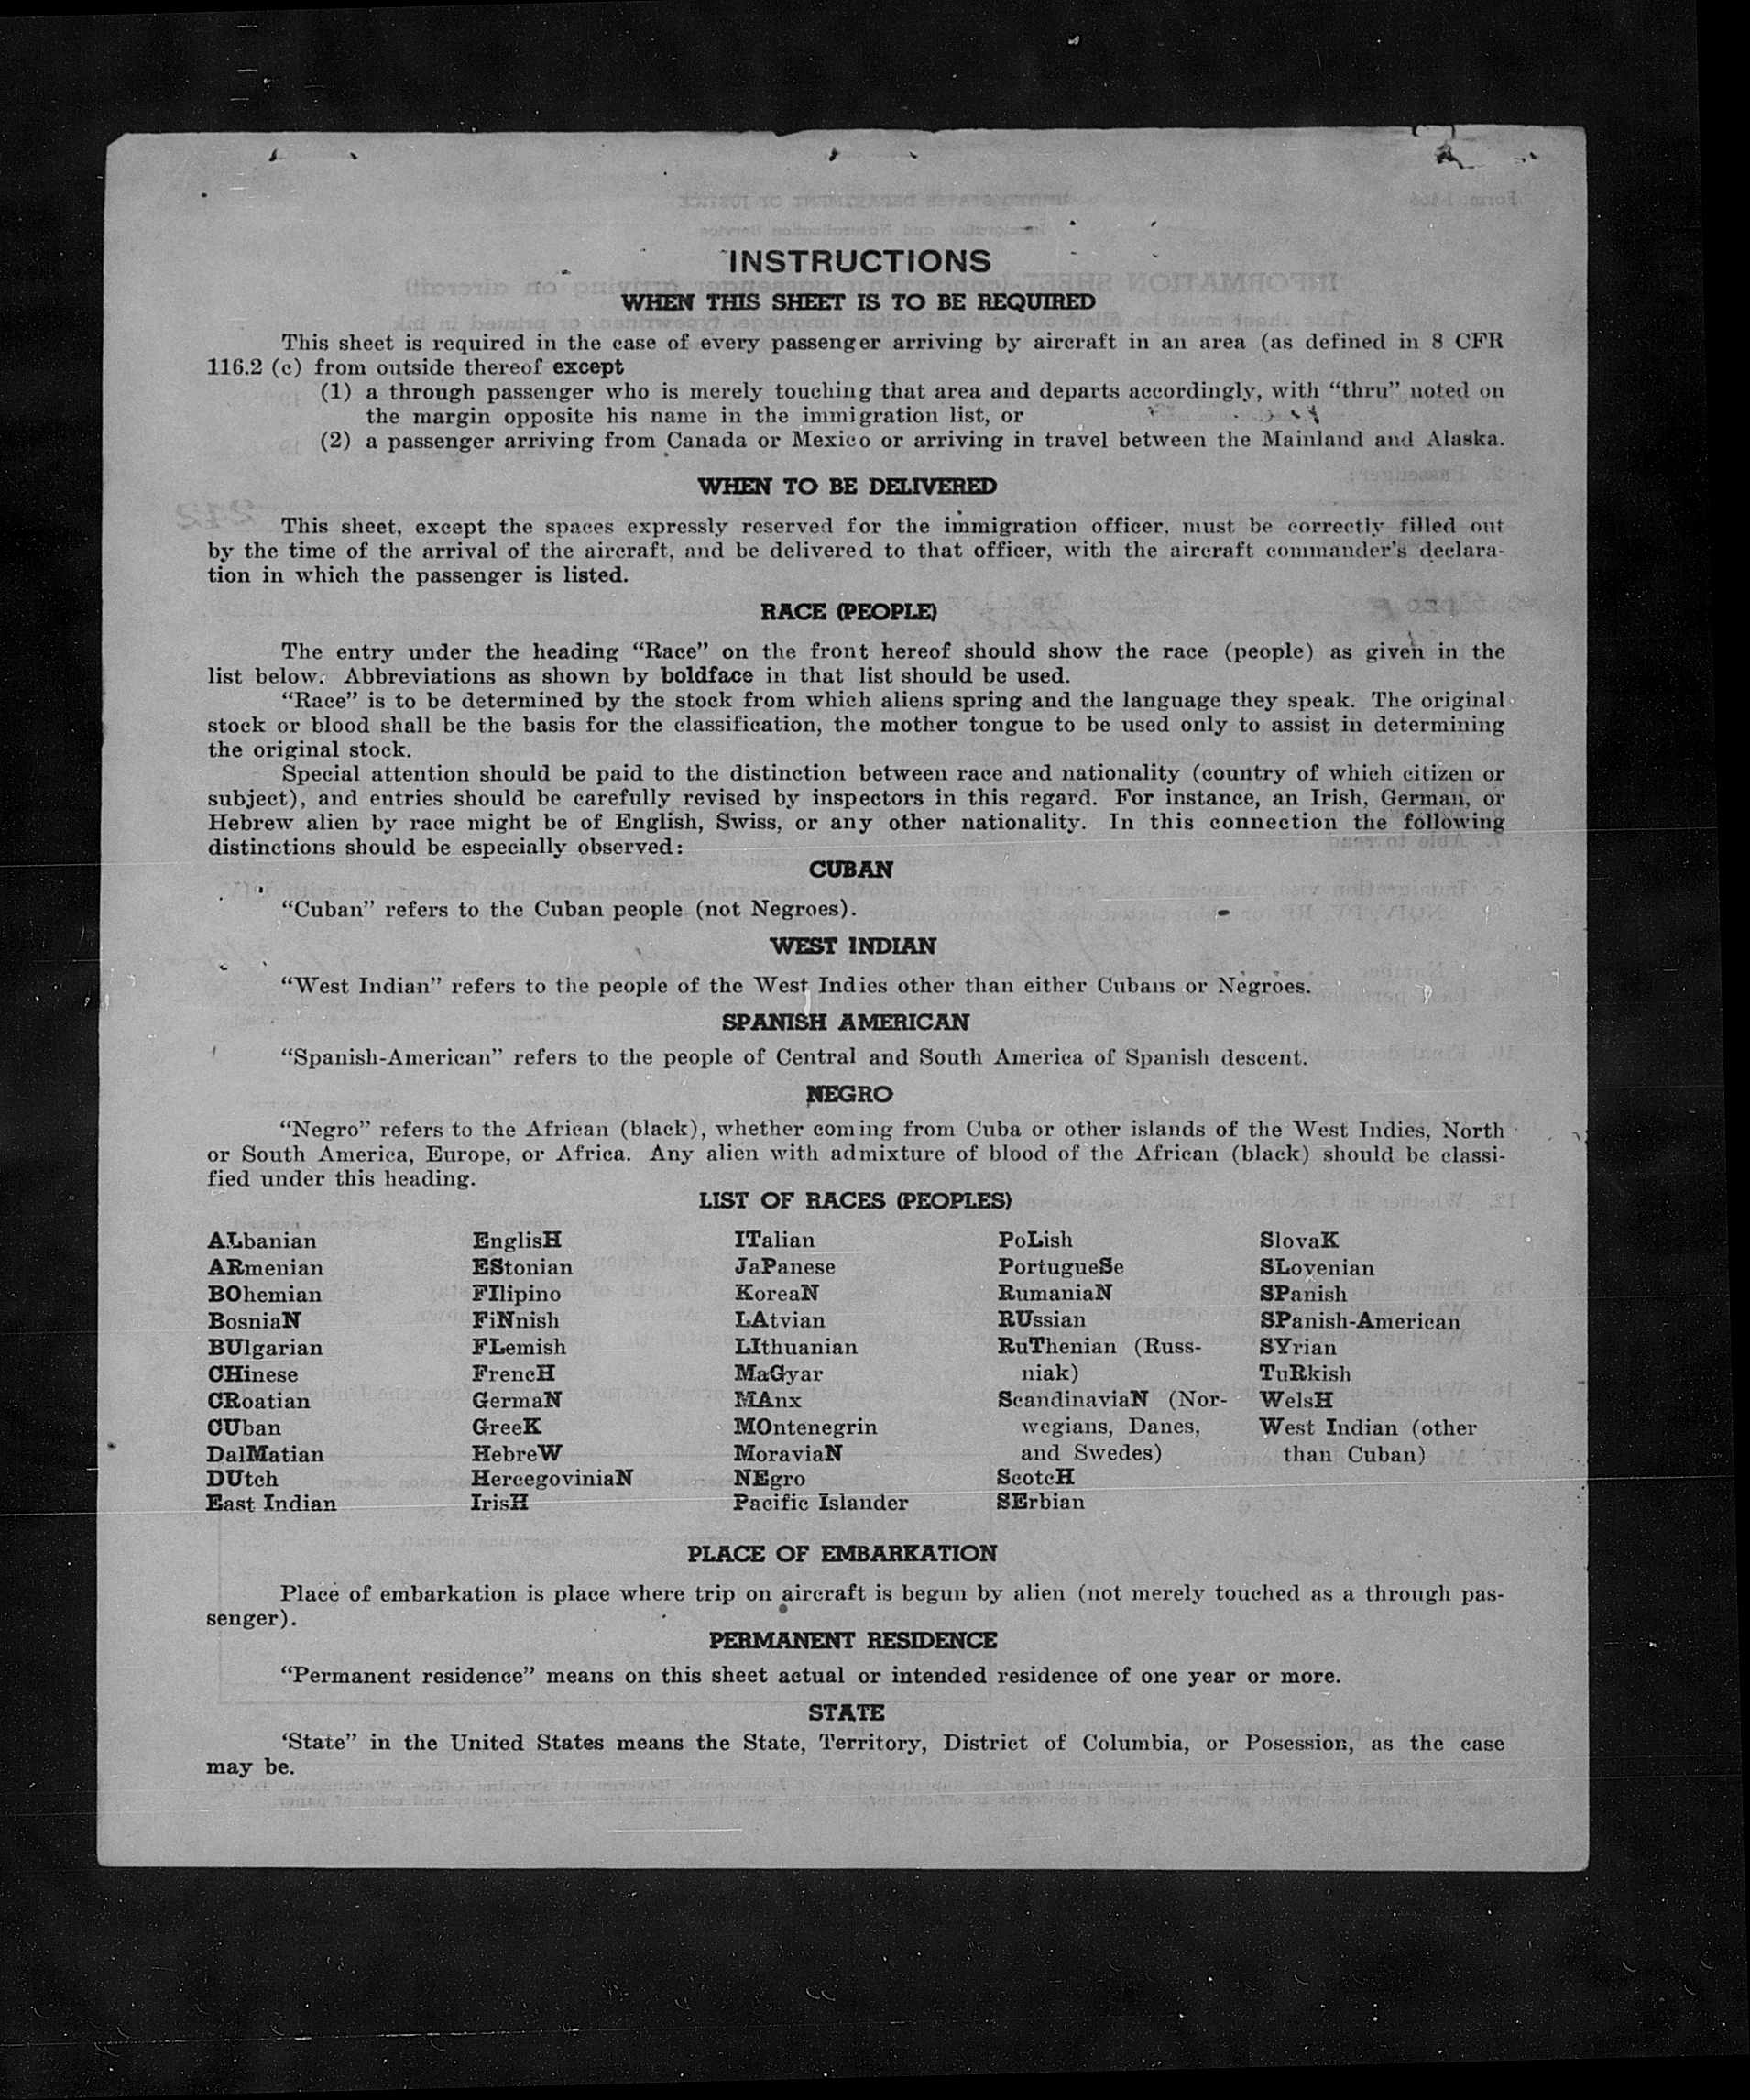 INSTRUCTIONS
WHEN THIS SHEET IS TO BE REQUIRED
This sheet is required in the case of every passenger arriving by aircraft in an area (as defined in 8 CFR
116.2 (c) from outside thereof except
(1) a through passenger who is merely touching that area and departs accordingly, with "thru" noted on
the margin opposite his name in the immigration list, or
(2) a passenger arriving from Canada or Mexico or arriving in travel between the Mainland and Alaska.
WHEN TO BE DELIVERED
This sheet, except the spaces expressly reserved for the immigration officer, must be correctly filled out
by the time of the arrival of the aircraft, and be delivered to that officer, with the aircraft commander's declara-
tion in which the passenger is listed.
RACE (PEOPLE)
The entry under the heading "Race" on the front hereof should show the race (people) as given in the
list below. Abbreviations as shown by boldface in that list should be used.
"Race" is to be determined by the stock from which aliens spring and the language they speak. The original
stock or blood shall be the basis for the classification, the mother tongue to be used only to assist in determining
the original stock.
Special attention should be paid to the distinction between race and nationality (country of which citizen or
subject), and entries should be carefully revised by inspectors in this regard. For instance, an Irish, German, or
Hebrew alien by race might be of English, Swiss, or any other nationality. In this connection the following
distinctions should be especially observed:
CUBAN
"Cuban" refers to the Cuban people (not Negroes).
WEST INDIAN
"West Indian" refers to the people of the West Indies other than either Cubans or Negroes.
SPANISH AMERICAN
"Spanish-American" refers to the people of Central and South America of Spanish descent.
NEGRO
"Negro" refers to the African (black), whether coming from Cuba or other islands of the West Indies, North
or South America, Europe, or Africa. Any alien with admixture of blood of the African (black) should be classi-
fied under this heading.
LIST OF RACES (PEOPLES)
ALbanian
ARmenian
BOhemian
BosniaN
BUlgarian
CHinese
CRoatian
CUban
DalMatian
DUtch
East Indian
EnglisH
EStonian
FIlipino
FiNnish
FLemish
FrencH
GermaN
GreeK
HebreW
HercegoviniaN
IrisH
ITalian
JaPanese
KoreaN
LAtvian
LIthuanian
MaGyar
MAnx
MOntenegrin
MoraviaN
NEgro
Pacific Islander
PoLish
PortugueSe
RumaniaN
RUssian
RuThenian (Russ-
niak)
ScandinaviaN (Nor-
wegians, Danes,
and Swedes)
ScotcH
SErbian
SlovaK
SLovenian
SPanish
SPanish-American
SYrian
TuRkish
WelsH
West Indian (other
than Cuban)
PLACE OF EMBARKATION
Place of embarkation is place where trip on aircraft is begun by alien (not merely touched as a through pas-
senger).
PERMANENT RESIDENCE
"Permanent residence" means on this sheet actual or intended residence of one year or more.
STATE
'State" in the United States means the State, Territory, District of Columbia, or Posession, as the case
may be.